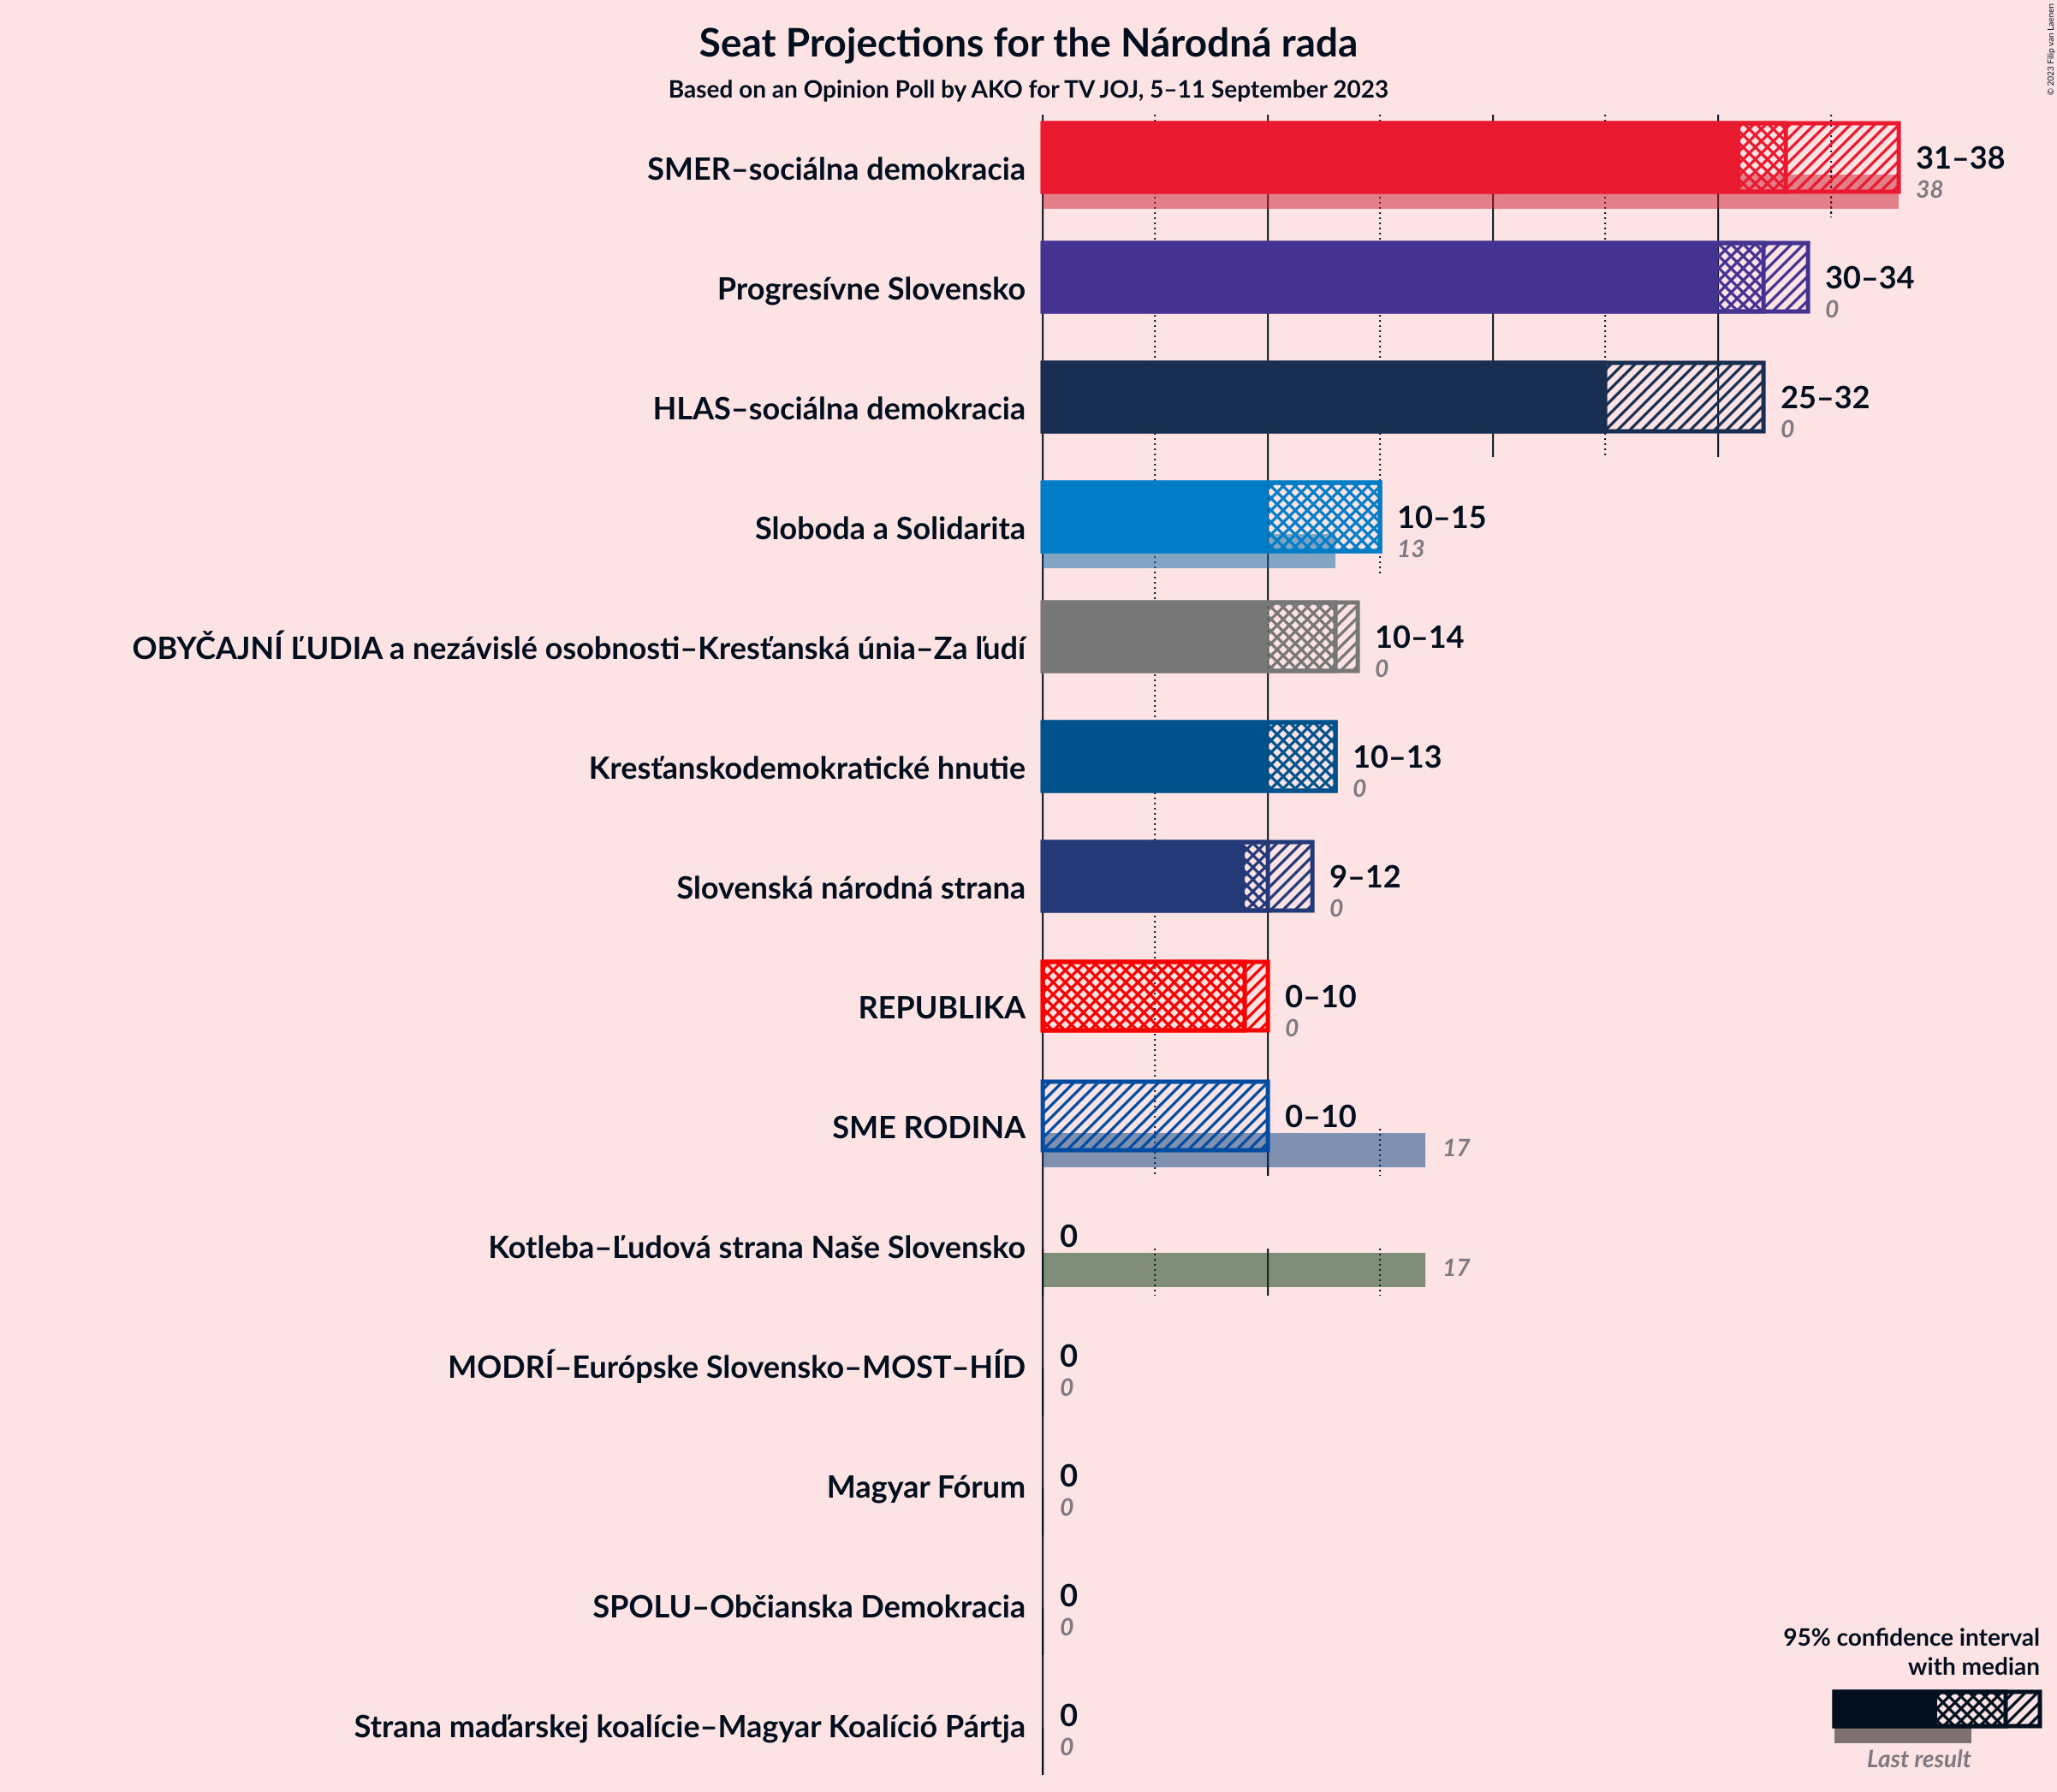 Seat Projections for the Národná rada
Based on an Opinion Poll by AKO for TV JOJ, 5–11 September 2023
© 2023 Filip van Laenen
SMER–sociálna demokracia
31–38
38
Progresívne Slovensko
30–34
0
HLAS–sociálna demokracia
25–32
0
Sloboda a Solidarita
10–15
13
OBYČAJNÍ ĽUDIA a nezávislé osobnosti–Kresťanská únia–Za ľudí
10–14
0
Kresťanskodemokratické hnutie
10–13
0
Slovenská národná strana
9–12
0
REPUBLIKA
0–10
0
SME RODINA
0–10
17
Kotleba–Ľudová strana Naše Slovensko
0
17
MODRÍ–Európske Slovensko–MOST–HÍD
0
0
Magyar Fórum
0
0
SPOLU–Občianska Demokracia
0
0
Strana maďarskej koalície–Magyar Koalíció Pártja
0
0
95% confidence interval
with median
Last result